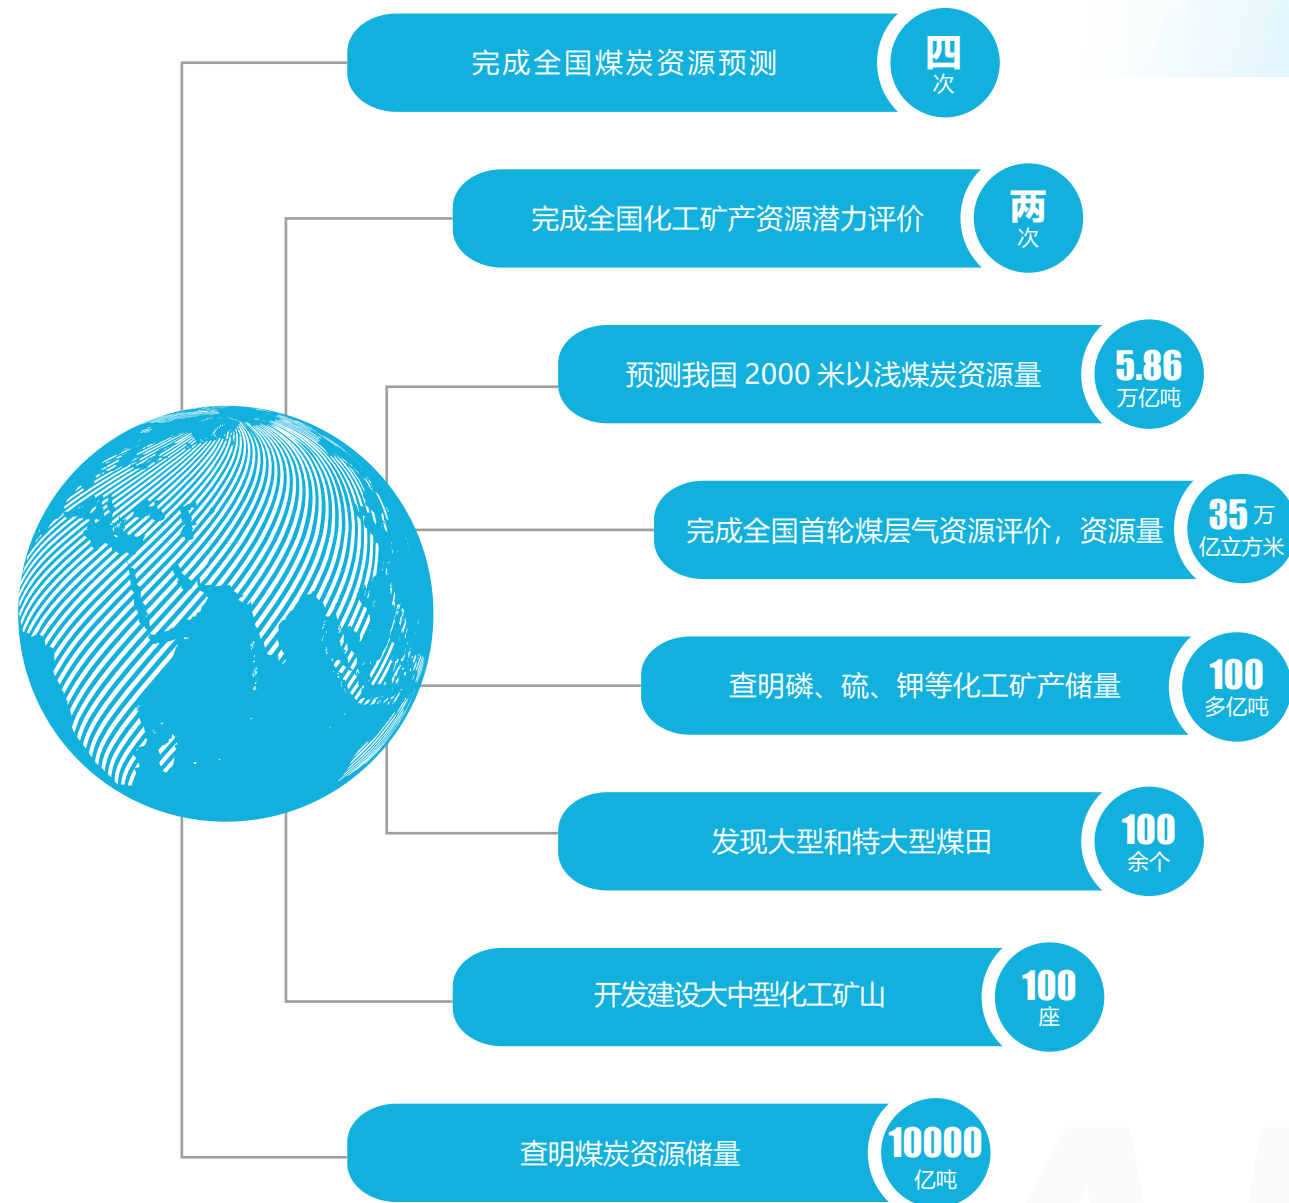 完成全国煤炭资源预测
四
次
完成全国化工矿产资源潜力评价
两
次
预测我国 2000 米以浅煤炭资源量
5.86
万亿吨
完成全国首轮煤层气资源评价，资源量
35 万
亿立方米
查明磷、硫、钾等化工矿产储量
100
多亿吨
发现大型和特大型煤田
100
余个
开发建设大中型化工矿山
100
座
查明煤炭资源储量
10000
亿吨